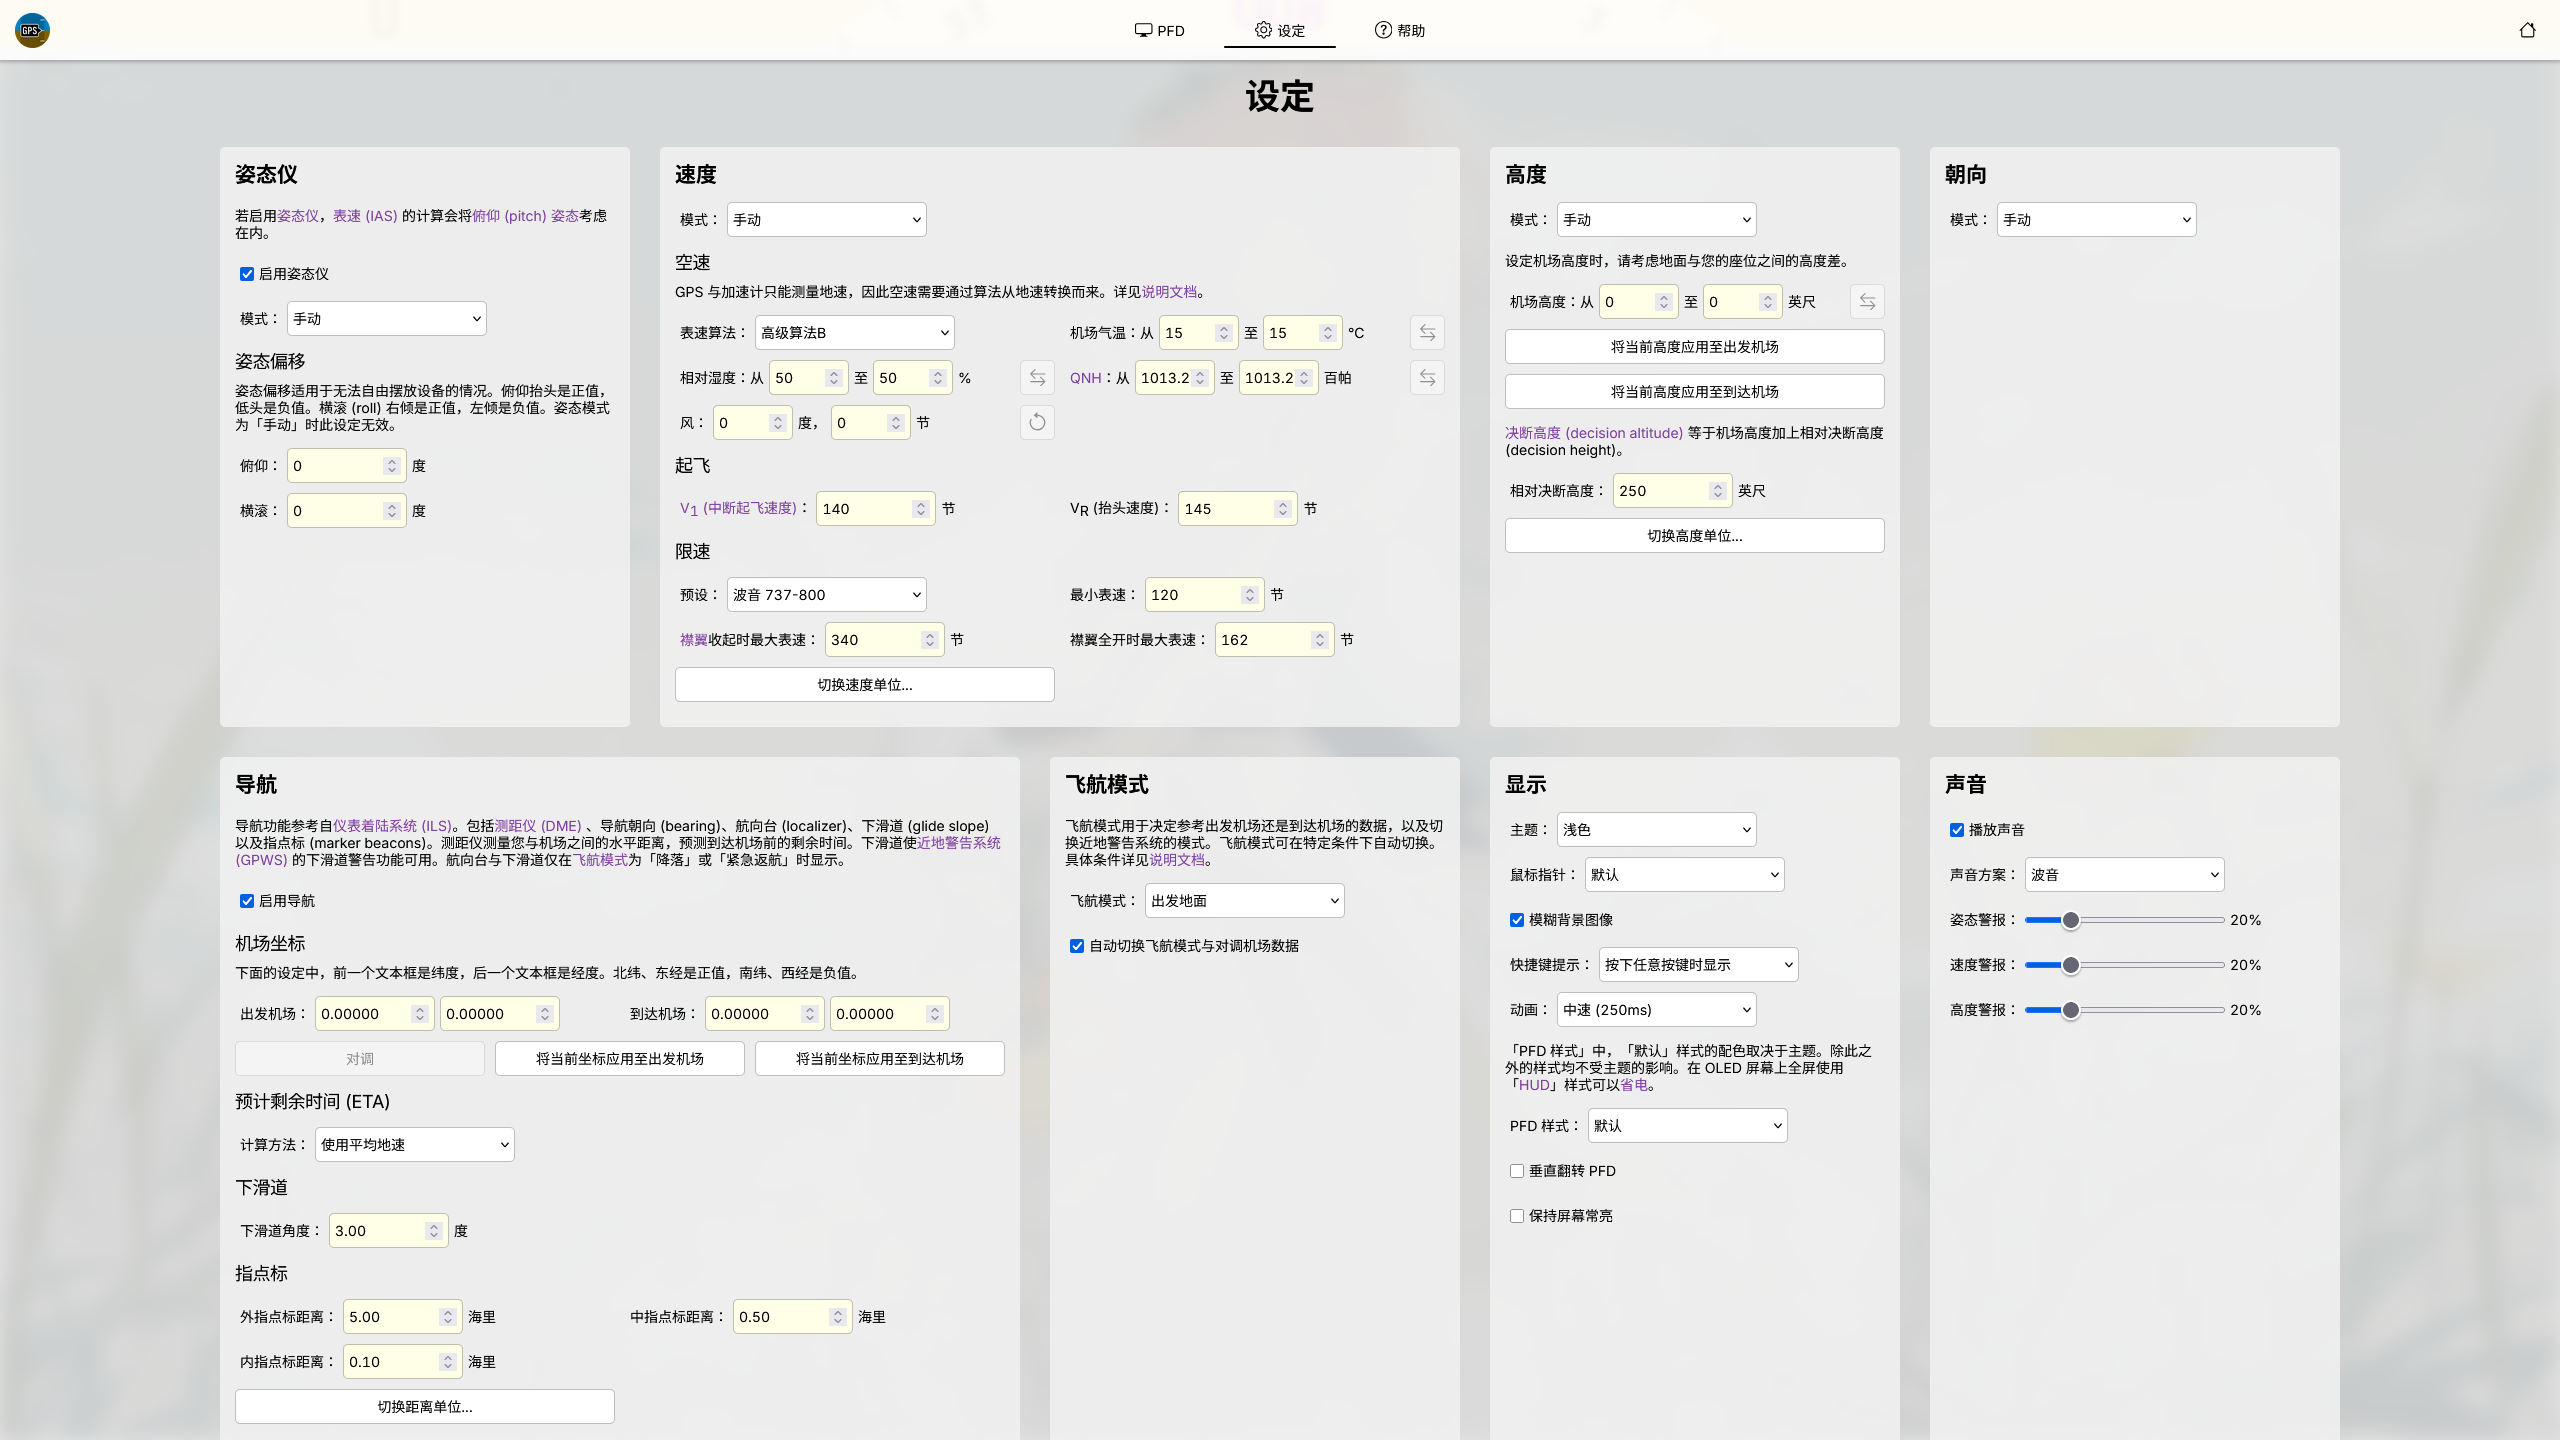 GPS
PFD
设定
帮助
设定
姿态仪
若启用姿态仪，表速 (IAS) 的计算会将俯仰 (pitch) 姿态考虑
在内。
启用姿态仪
模式： 手动
姿态偏移
姿态偏移适用于无法自由摆放设备的情况。俯仰抬头是正值，
低头是负值。横滚 (roll) 右倾是正值，左倾是负值。姿态模式
为「手动」时此设定无效。
俯仰： 0 度
横滚： 0 度
速度
模式： 手动
空速
GPS 与加速计只能测量地速，因此空速需要通过算法从地速转换而来。详见说明文档。
表速算法： 高级算法B
机场气温：从 15 至 15 °C
相对湿度：从 50 至 50 %
QNH：从 1013.2 至 1013.2 百帕
风： 0 度， 0 节
起飞
V1 (中断起飞速度)： 140 节
VR (抬头速度)： 145 节
限速
预设： 波音 737-800
最小表速： 120 节
襟翼收起时最大表速： 340 节
襟翼全开时最大表速： 162 节
切换速度单位...
高度
模式： 手动
设定机场高度时，请考虑地面与您的座位之间的高度差。
机场高度：从 0 至 0 英尺
将当前高度应用至出发机场
将当前高度应用至到达机场
决断高度 (decision altitude) 等于机场高度加上相对决断高度
(decision height)。
相对决断高度： 250 英尺
切换高度单位...
朝向
模式： 手动
导航
导航功能参考自仪表着陆系统 (ILS)。包括测距仪 (DME) 、导航朝向 (bearing)、航向台 (localizer)、下滑道 (glide slope)
以及指点标 (marker beacons)。测距仪测量您与机场之间的水平距离，预测到达机场前的剩余时间。下滑道使近地警告系统
(GPWS) 的下滑道警告功能可用。航向台与下滑道仅在飞航模式为「降落」或「紧急返航」时显示。
启用导航
机场坐标
下面的设定中，前一个文本框是纬度，后一个文本框是经度。北纬、东经是正值，南纬、西经是负值。
出发机场： 0.00000 0.00000
到达机场： 0.00000 0.00000
对调
将当前坐标应用至出发机场
将当前坐标应用至到达机场
预计剩余时间 (ETA)
计算方法： 使用平均地速
下滑道
下滑道角度： 3.00 度
指点标
外指点标距离： 5.00 海里
中指点标距离： 0.50 海里
内指点标距离： 0.10 海里
切换距离单位...
飞航模式
飞航模式用于决定参考出发机场还是到达机场的数据，以及切
换近地警告系统的模式。飞航模式可在特定条件下自动切换。
具体条件详见说明文档。
飞航模式： 出发地面
自动切换飞航模式与对调机场数据
显示
主题： 浅色
鼠标指针： 默认
模糊背景图像
快捷键提示： 按下任意按键时显示
动画： 中速 (250ms)
「PFD 样式」中，「默认」样式的配色取决于主题。除此之
外的样式均不受主题的影响。在 OLED 屏幕上全屏使用
「HUD」样式可以省电。
PFD 样式： 默认
垂直翻转 PFD
保持屏幕常亮
声音
播放声音
声音方案： 波音
姿态警报： 20%
速度警报： 20%
高度警报： 20%